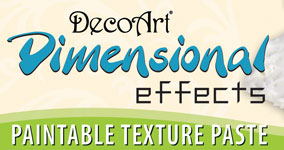 DecoArt®
Dimensional
effects
PAINTABLE TEXTURE PASTE